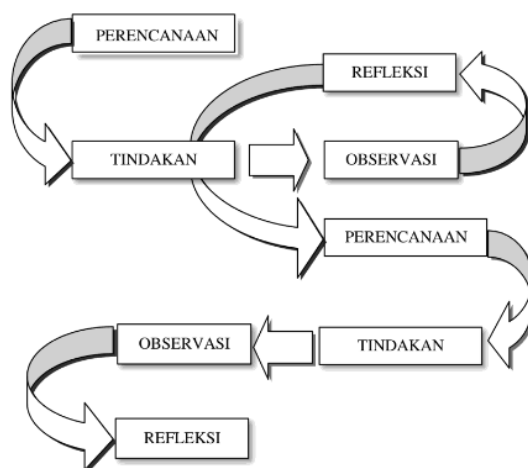 PERENCANAAN
REFLEKSI
TINDAKAN
OBSERVASI
PERENCANAAN
OBSERVASI
TINDAKAN
REFLEKSI